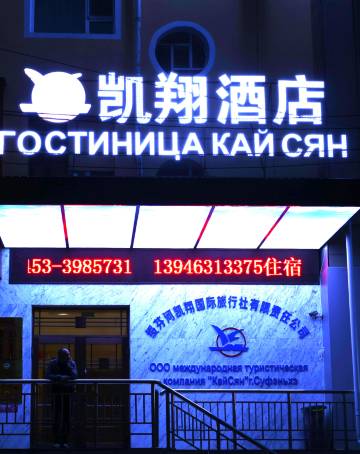 凯翔酒店
ГОСТИНИЦА КАЙ СЯН
53-3985731 13946313375住宿
绥芬河凯翔国际旅行社有限责任公司
ООО международная туристическая
компания "КайСян"г.Суфэньхэ